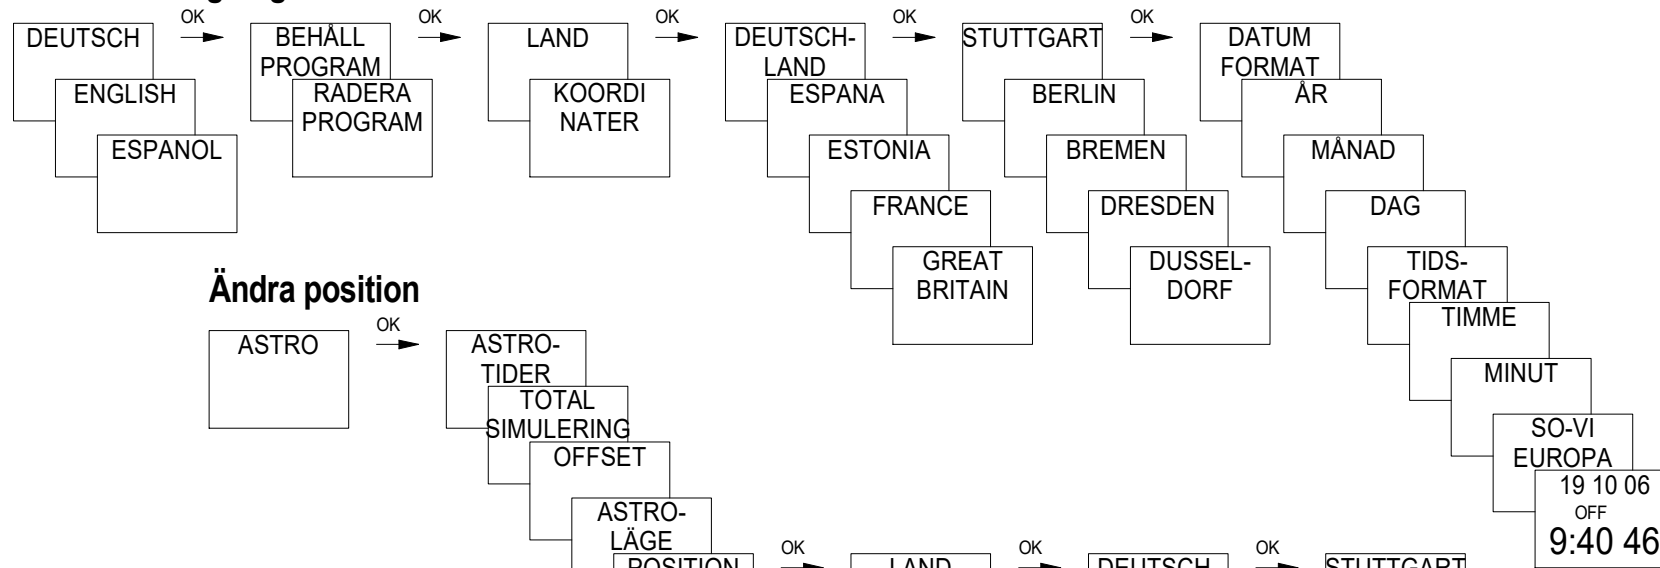 OK
OK
OK
OK
OK
DEUTSCH
ENGLISH
ESPANOL
BEHÅLL
PROGRAM
RADERA
PROGRAM
LAND
KOORDI
NATER
DEUTSCH-
LAND
ESPANA
ESTONIA
FRANCE
GREAT
BRITAIN
STUTTGART
BERLIN
BREMEN
DRESDEN
DUSSEL-
DORF
DATUM
FORMAT
ÅR
MÅNAD
DAG
TIDS-
FORMAT
TIMME
MINUT
SO-VI
EUROPA
19 10 06
OFF
9:40 46
Ändra position
ASTRO
OK
ASTRO-
TIDER
TOTAL
SIMULERING
OFFSET
ASTRO-
LÄGE
POSITION
OK
LAND
OK
DEUTSCH
OK
STUTTGART